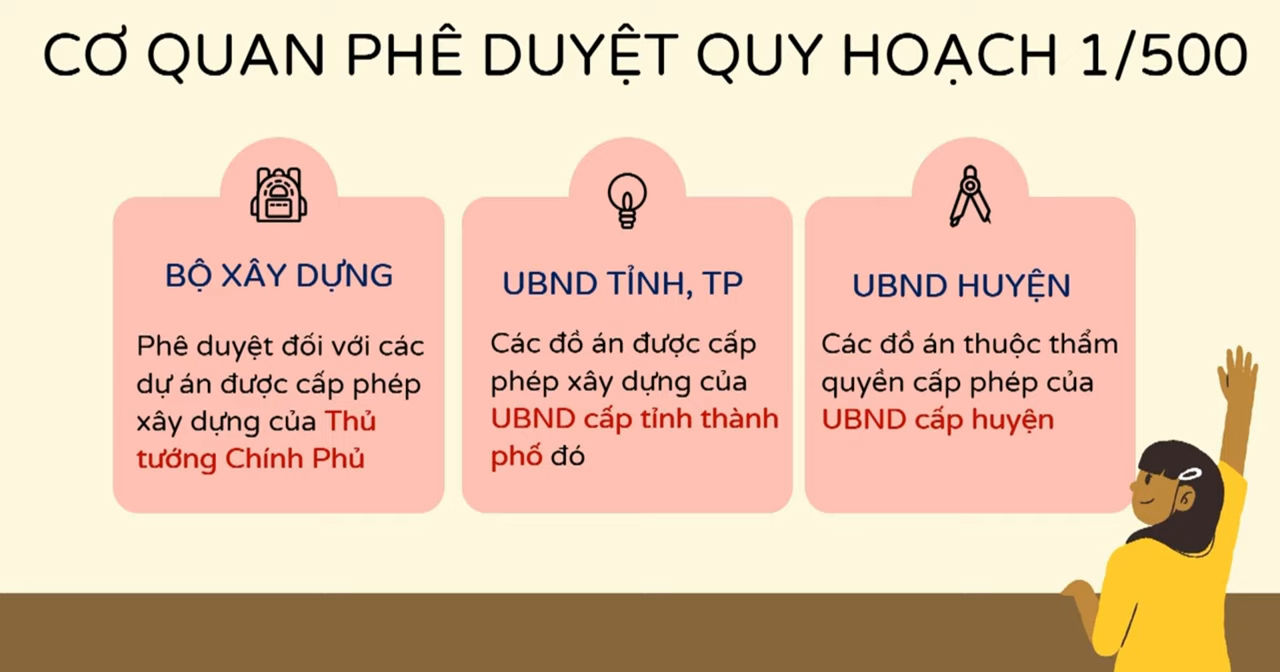 CƠ QUAN PHÊ DUYỆT QUY HOẠCH 1/500
BỘ XÂY DỰNG
Phê duyệt đối với các
dự án được cấp phép
xây dựng của Thủ
tướng Chính Phủ
UBND TỈNH, TP
Các đồ án được cấp
phép xây dựng của
UBND cấp tỉnh thành
phố đó
UBND HUYỆN
Các đồ án thuộc thẩm
quyền cấp phép của
UBND cấp huyện